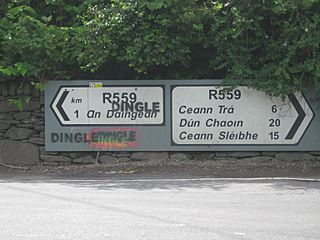 R559
DINGLE
km
1 An Daingean
DINGLE
DINGLE
R559
Ceann Trá 6
Dún Chaoin 20
Ceann Sléibhe 15